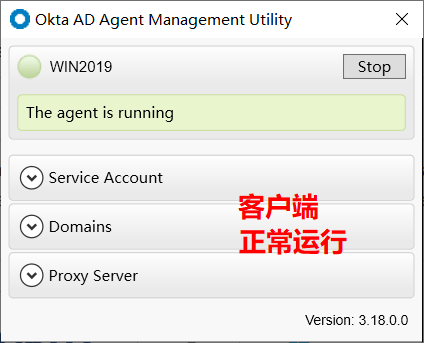 Okta AD Agent Management Utility
WIN2019
Stop
The agent is running
Service Account
客户端
Domains
正常运行
Proxy Server
Version: 3.18.0.0